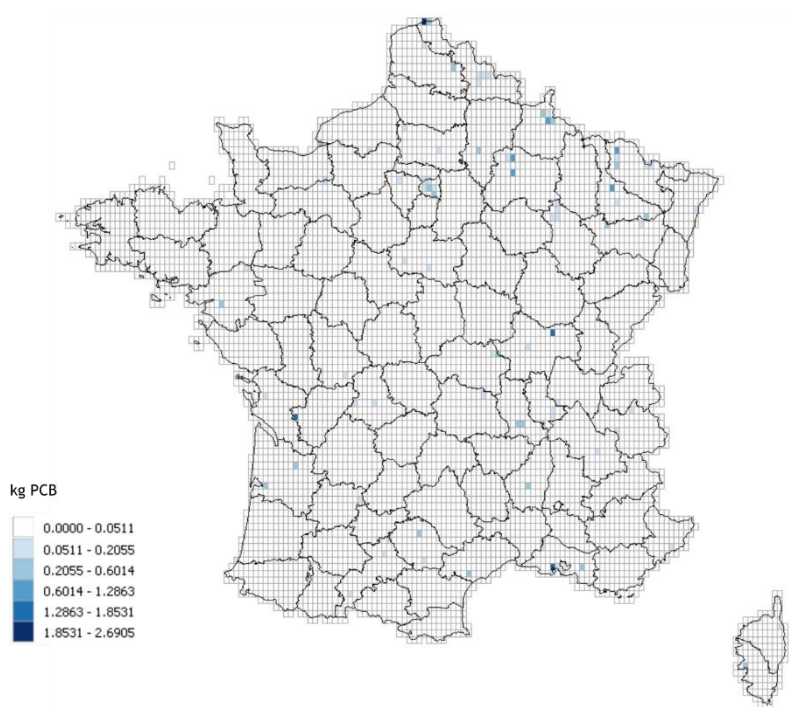 kg PCB
0.0000 - 0.0511
0.0511 - 0.2055
0.2055 - 0.6014
0.6014 - 1.2863
1.2863 - 1.8531
1.8531 - 2.6905